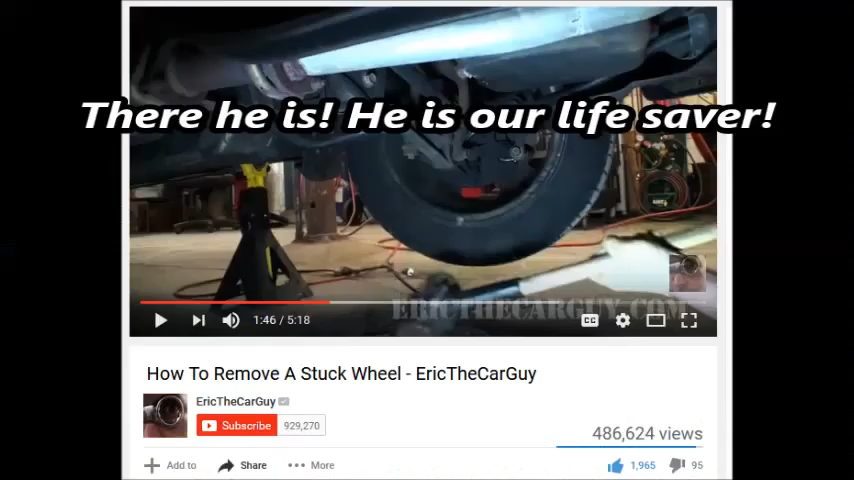 There he is! He is our life saver!
1:46 / 5:18
CC
ERICTHECARGUY.COM
How To Remove A Stuck Wheel - EricTheCarGuy
EricTheCarGuy
Subscribe 929,270
486,624 views
Add to Share More 1,965 95